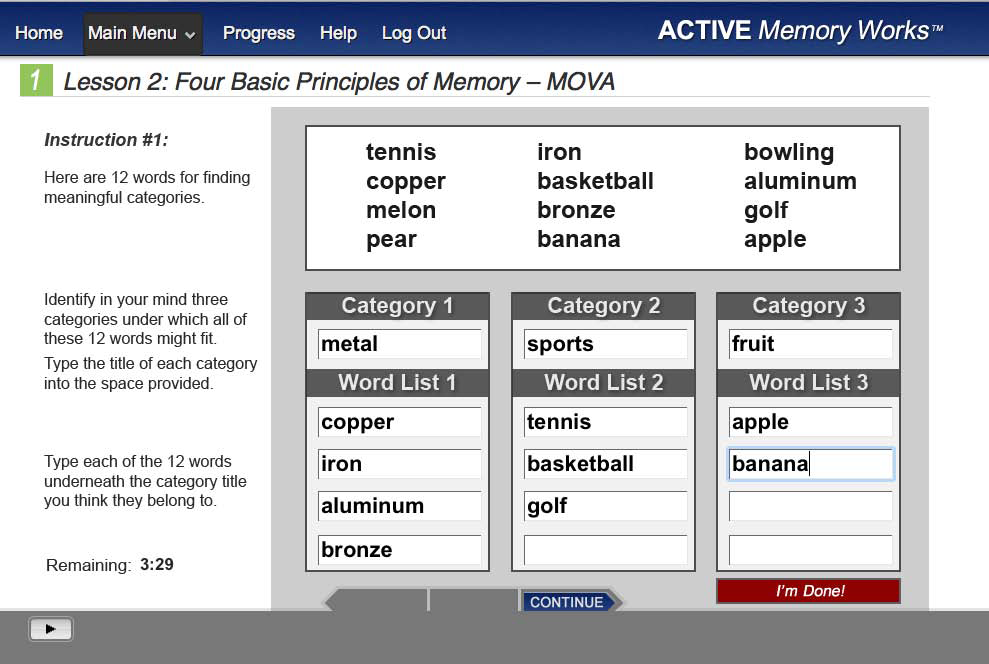 Home Main Menu Progress Help Log Out ACTIVE Memory Works™
1 Lesson 2: Four Basic Principles of Memory – MOVA
Instruction #1:
Here are 12 words for finding
meaningful categories.
tennis iron bowling
copper basketball aluminum
melon bronze golf
pear banana apple
Identify in your mind three
categories under which all of
these 12 words might fit.
Type the title of each category
into the space provided.
Type each of the 12 words
underneath the category title
you think they belong to.
Remaining: 3:29
Category 1 Category 2 Category 3
metal sports fruit
Word List 1 Word List 2 Word List 3
copper tennis apple
iron basketball banana
aluminum golf
bronze
I'm Done!
CONTINUE